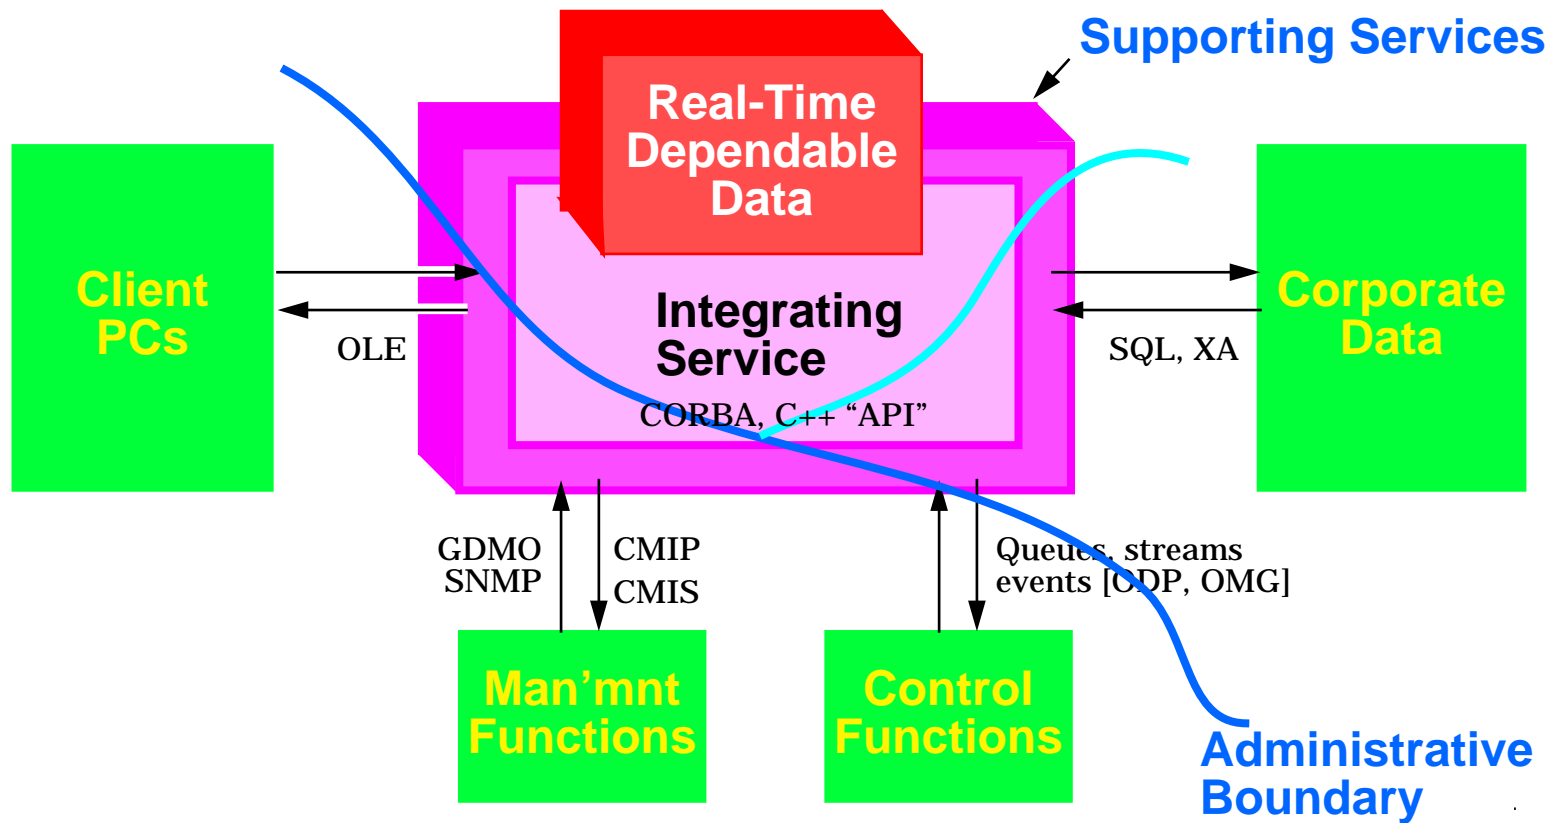 Supporting Services
Real-Time
Dependable
Data
Client
PCs
OLE
Integrating
Service
CORBA, C++ “API”
Corporate
Data
SQL, XA
GDMO
SNMP
CMIP
CMIS
Queues, streams
events [ODP, OMG]
Man’mnt
Functions
Control
Functions
Administrative
Boundary